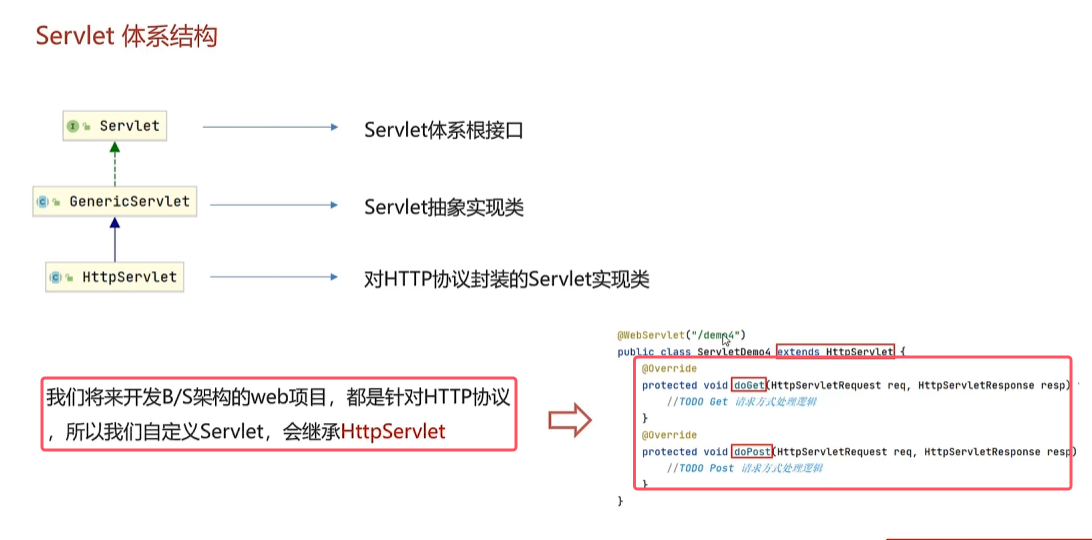 Servlet 体系结构
Servlet
Servlet体系根接口
GenericServlet
Servlet抽象实现类
HttpServlet
对HTTP协议封装的Servlet实现类
我们将来开发B/S架构的web项目，都是针对HTTP协议
，所以我们自定义Servlet，会继承HttpServlet
@WebServlet("/demo4")
public class ServletDemo4 extends HttpServlet {
@Override
protected void doGet(HttpServletRequest req, HttpServletResponse resp)
//TODO Get 请求方式处理逻辑
}
@Override
protected void doPost(HttpServletRequest req, HttpServletResponse resp)
//TODO Post 请求方式处理逻辑
}
}